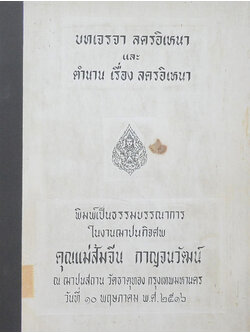 บทเจรจา ลครอิเหนา
และ
ตำนาน เรื่อง ลครอิเหนา
พิมพ์เป็นธรรมบรรณาการ
ในงานฌาปนกิจศพ
คุณแม่ส้มจีน กาญจนวัฒน์
ณ ฌาปนสถาน วัดธาตุทอง กรุงเทพมหานคร
วันที่ ๑๐ พฤษภาคม พ.ศ. ๒๕๑๖